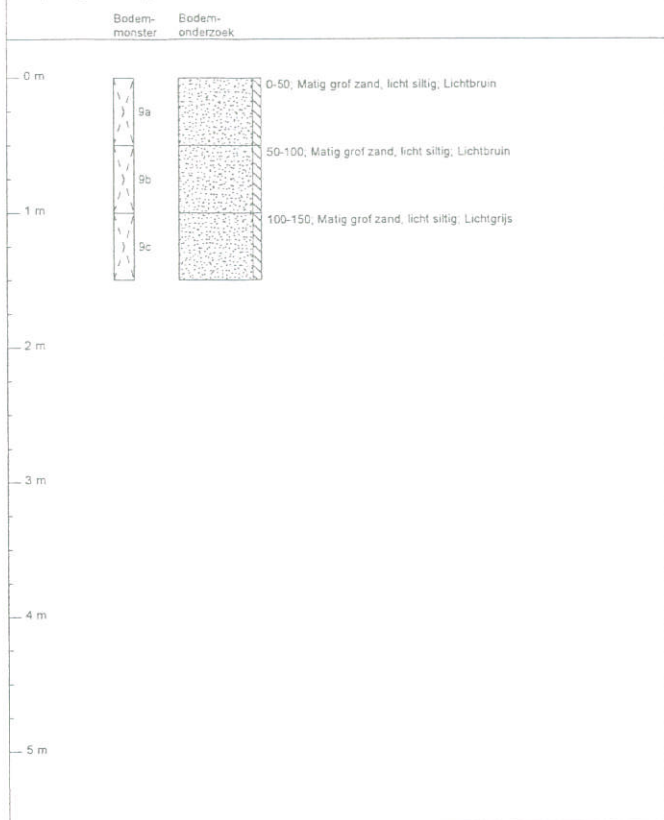 Bodem-
monster
Bodem-
onderzoek
0 m
9a
0-50; Matig grof zand, licht siltig; Lichtbruin
9b
50-100; Matig grof zand, licht siltig; Lichtbruin
1 m
9c
100-150; Matig grof zand, licht siltig; Lichtgrijs
2 m
3 m
4 m
5 m